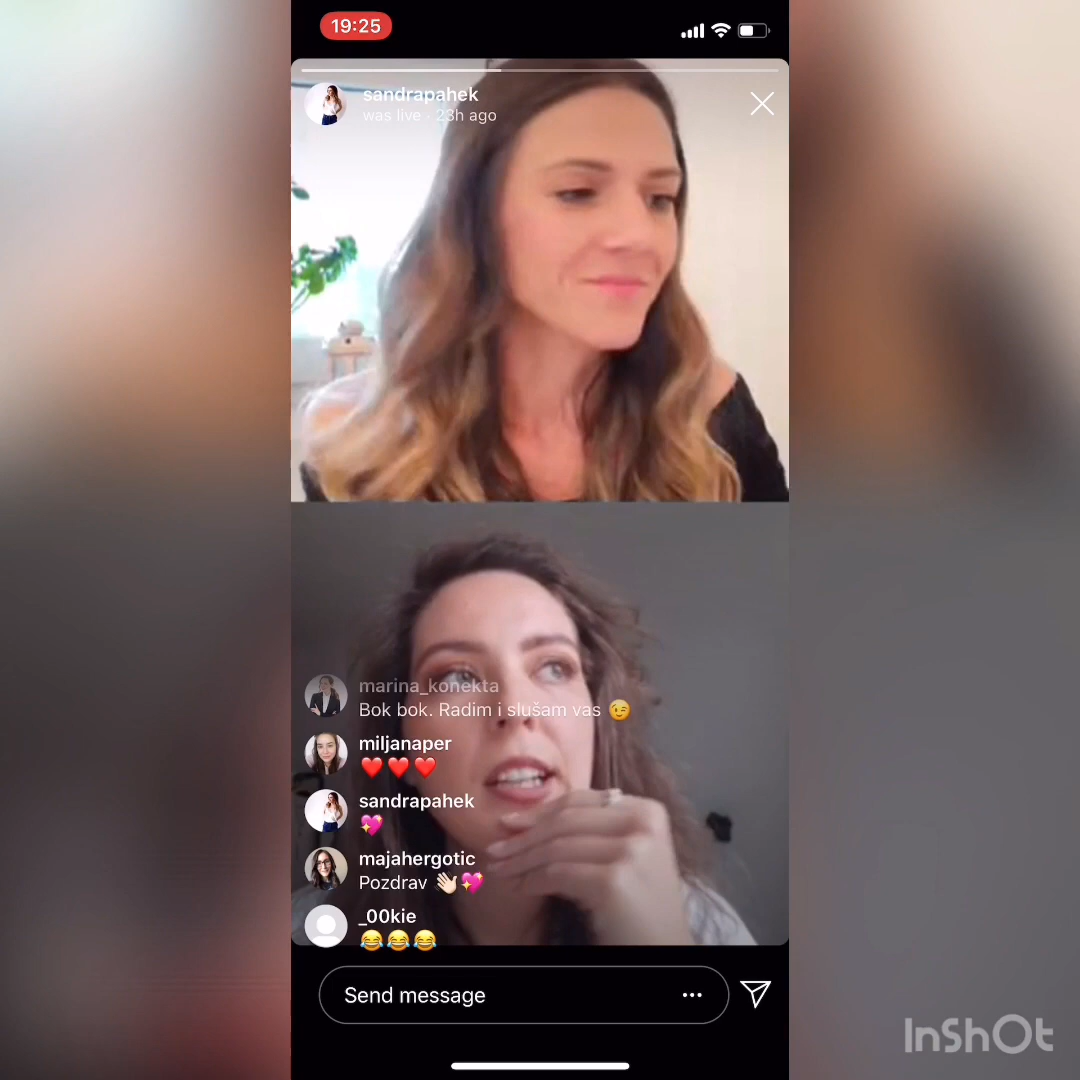 19:25
sandrapahek
was live · 23h ago
marina_konekta
Bok bok. Radim i slušam vas 😉
miljanaper
❤️❤️❤️
sandrapahek
💖
majahergotic
Pozdrav 👋🏻💖
_00kie
😂😂😂
Send message
InShOt